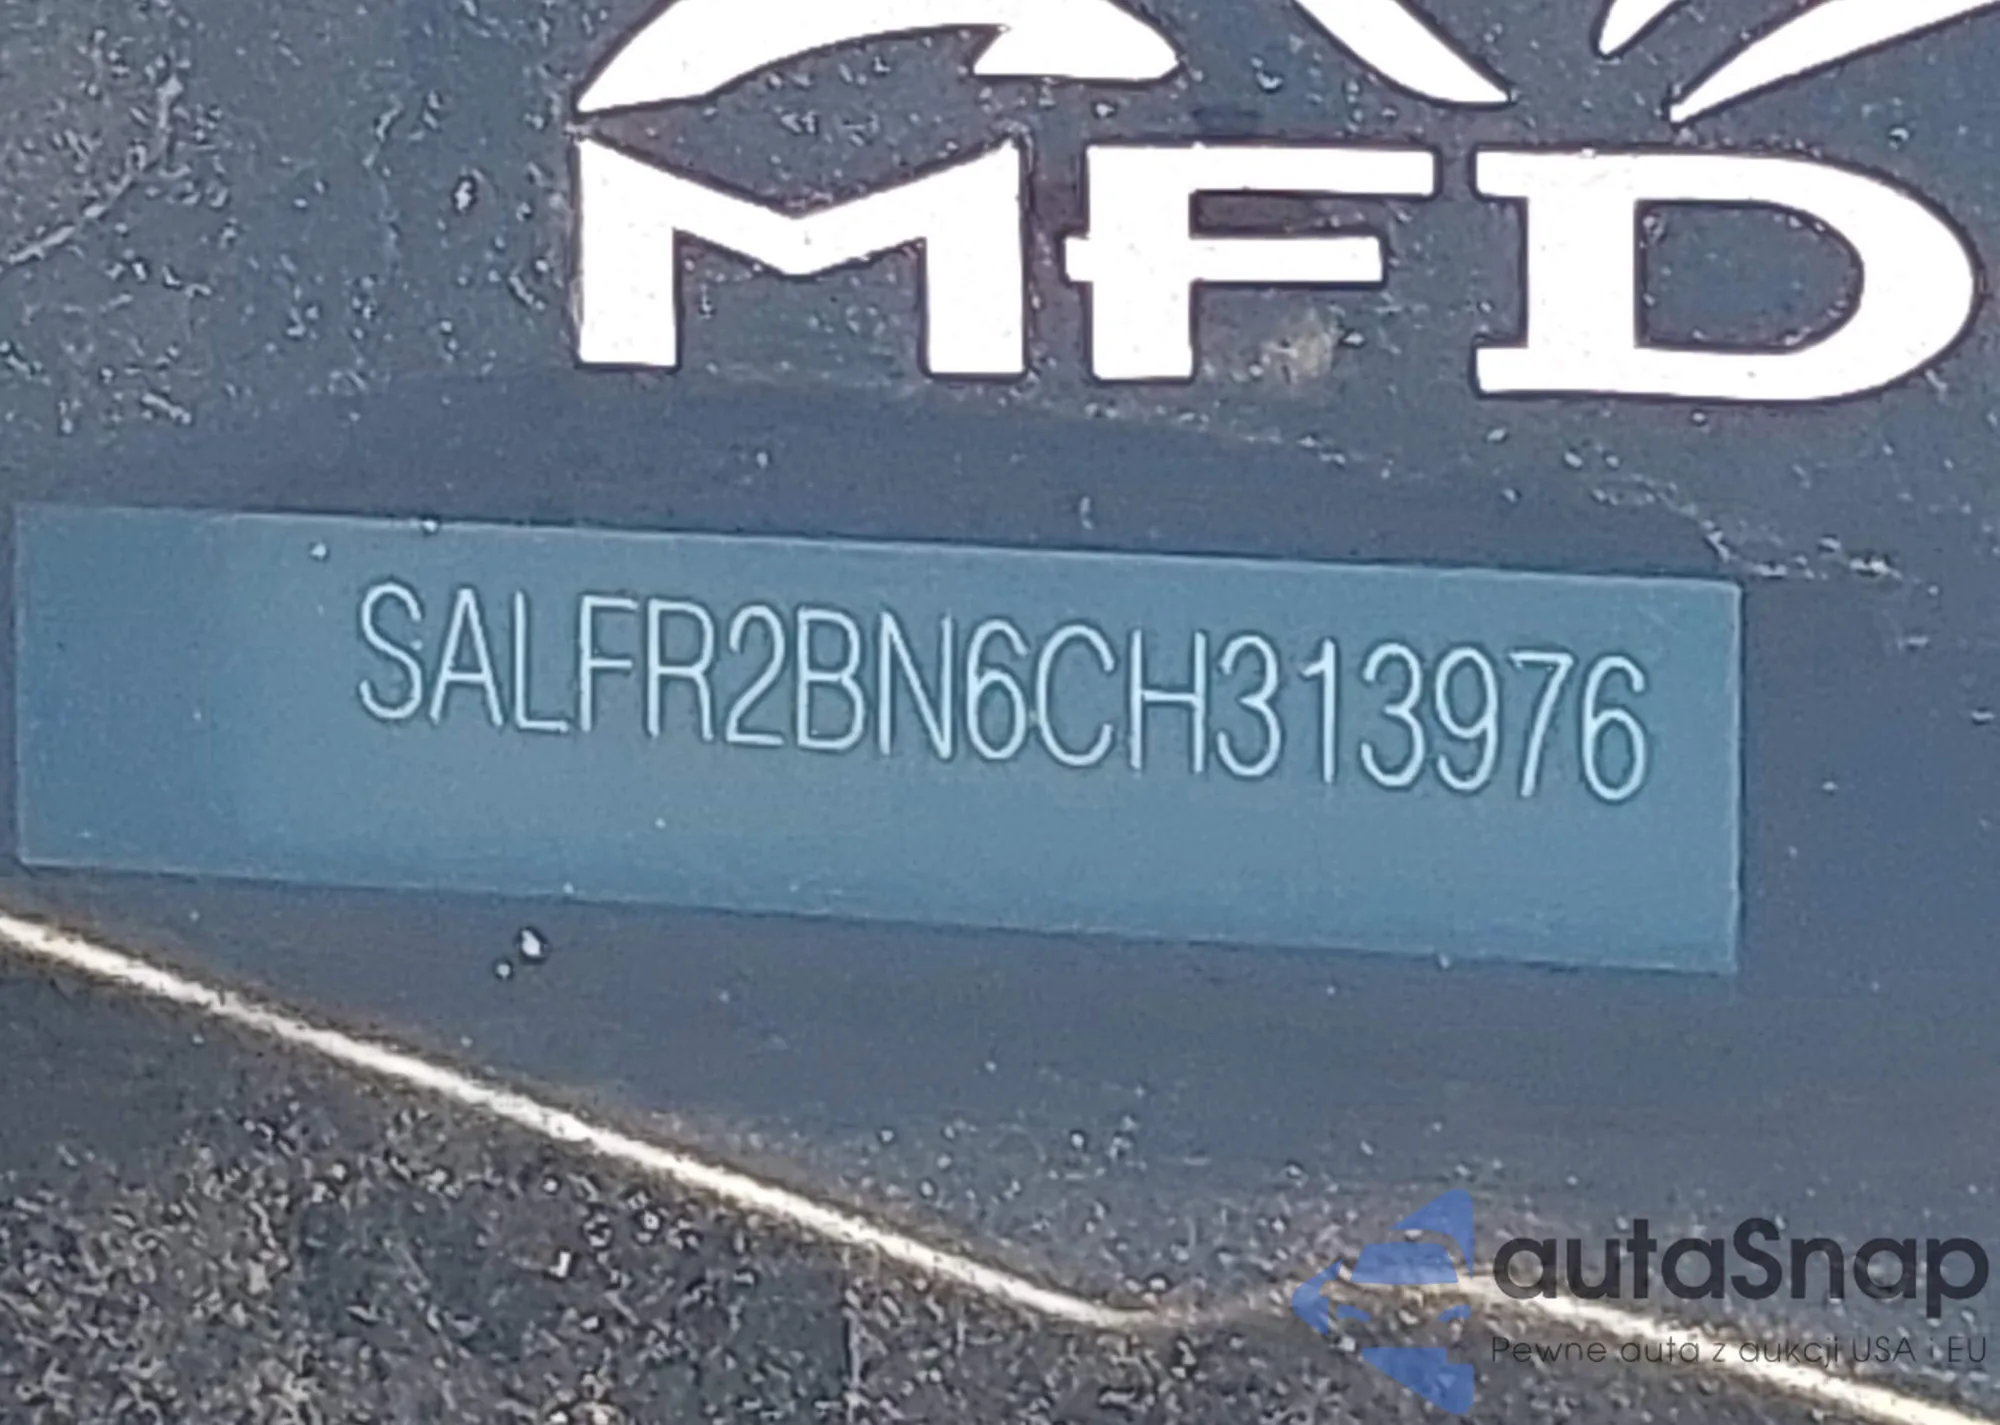 MFD
SALFR2BN6CH313976
autaSnap
Pewne auta z aukcji USA i EU